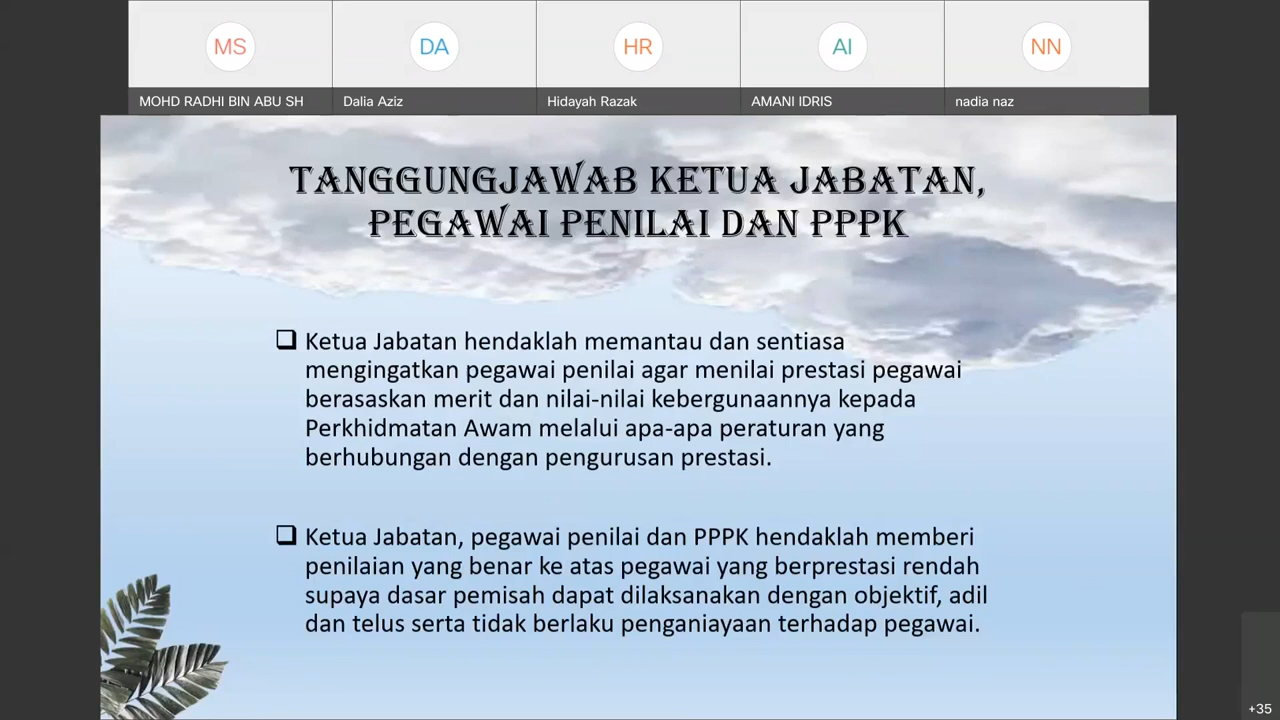 MS
DA
HR
AI
NN
MOHD RADHI BIN ABU SH
Dalia Aziz
Hidayah Razak
AMANI IDRIS
nadia naz
TANGGUNGJAWAB KETUA JABATAN,
PEGAWAI PENILAI DAN PPPK
Ketua Jabatan hendaklah memantau dan sentiasa
mengingatkan pegawai penilai agar menilai prestasi pegawai
berasaskan merit dan nilai-nilai kebergunaannya kepada
Perkhidmatan Awam melalui apa-apa peraturan yang
berhubungan dengan pengurusan prestasi.
Ketua Jabatan, pegawai penilai dan PPPK hendaklah memberi
penilaian yang benar ke atas pegawai yang berprestasi rendah
supaya dasar pemisah dapat dilaksanakan dengan objektif, adil
dan telus serta tidak berlaku penganiayaan terhadap pegawai.
+35